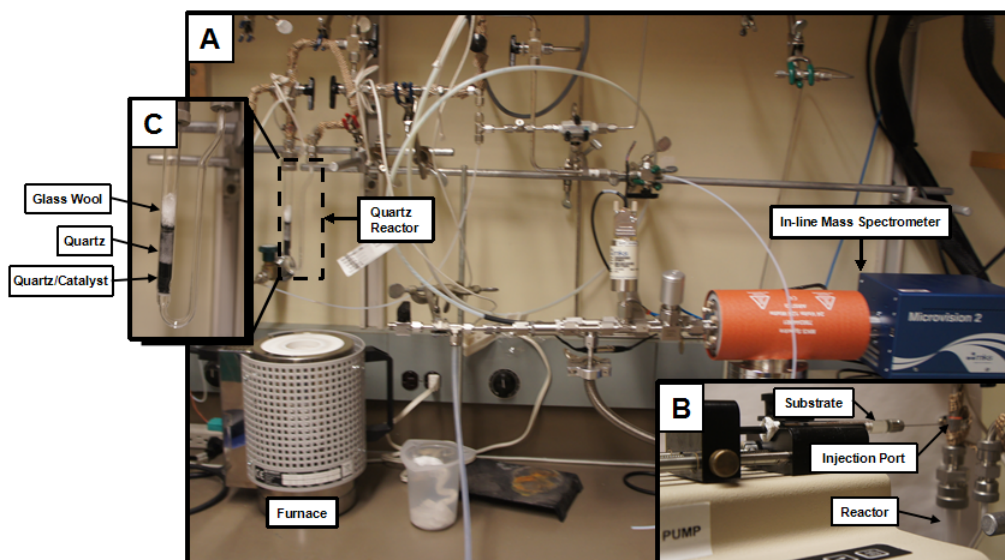 A
C
Glass Wool
Quartz
Quartz/Catalyst
Quartz
Reactor
In-line Mass Spectrometer
Microvision 2
mks
Furnace
B
Substrate
Injection Port
Reactor
PUMP